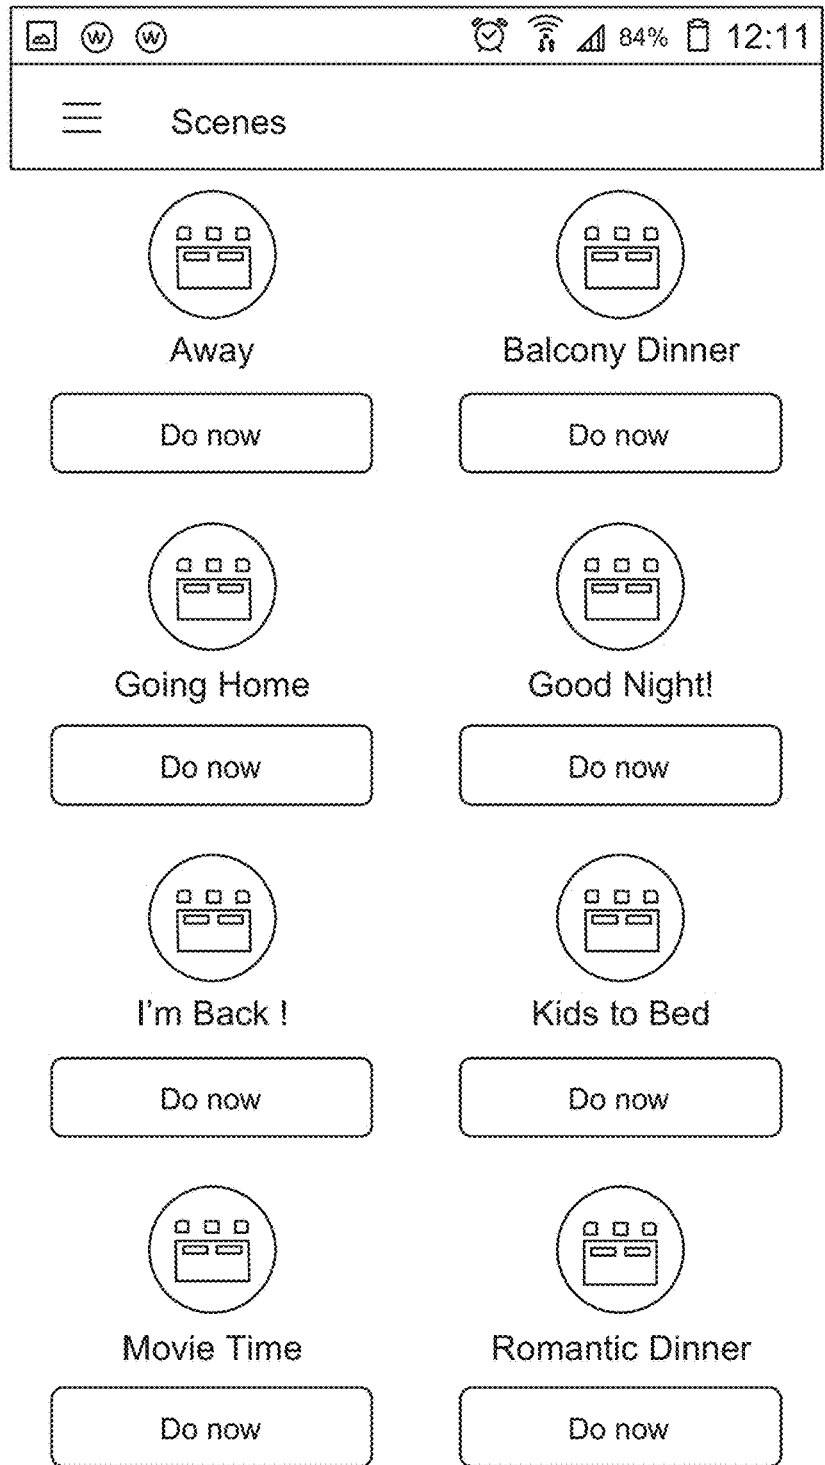 W W 84% 12:11
Scenes
Away Balcony Dinner
Do now Do now
Going Home Good Night!
Do now Do now
I'm Back ! Kids to Bed
Do now Do now
Movie Time Romantic Dinner
Do now Do now